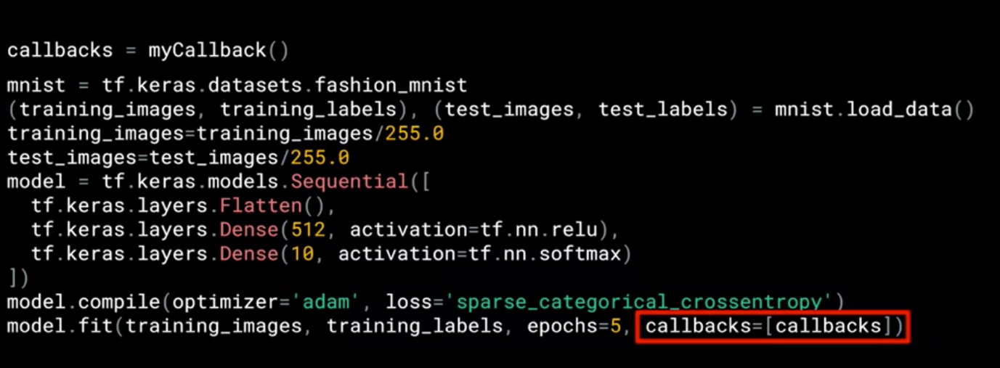 callbacks = myCallback()
mnist = tf.keras.datasets.fashion_mnist
(training_images, training_labels), (test_images, test_labels) = mnist.load_data()
training_images=training_images/255.0
test_images=test_images/255.0
model = tf.keras.models.Sequential([
  tf.keras.layers.Flatten(),
  tf.keras.layers.Dense(512, activation=tf.nn.relu),
  tf.keras.layers.Dense(10, activation=tf.nn.softmax)
])
model.compile(optimizer='adam', loss='sparse_categorical_crossentropy')
model.fit(training_images, training_labels, epochs=5, callbacks=[callbacks])